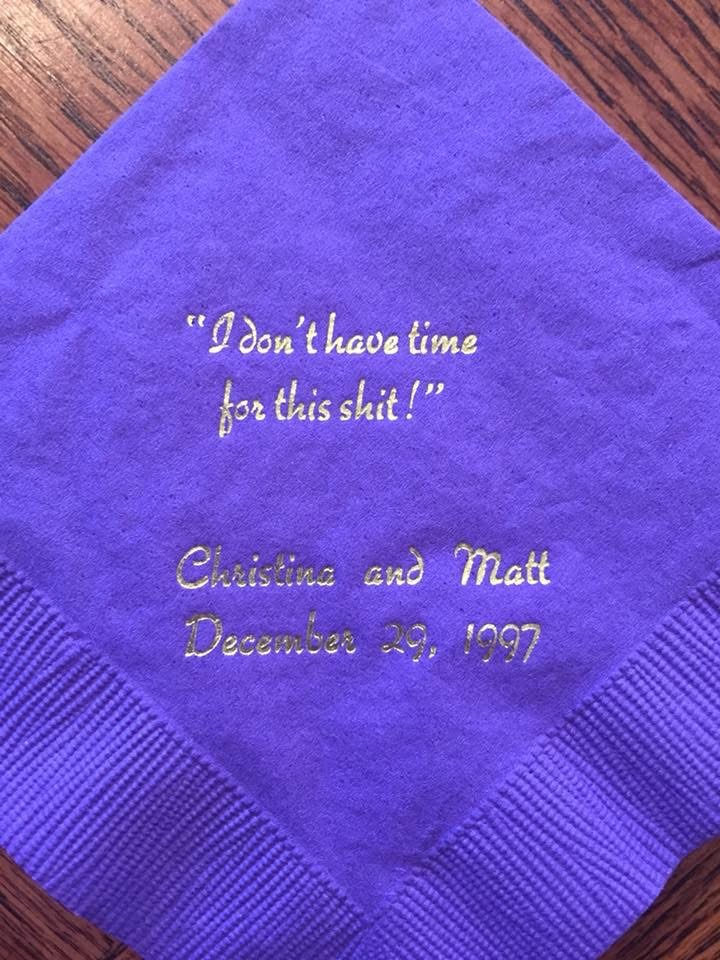 “I don’t have time
for this shit!”
Christina and Matt
December 29, 1997